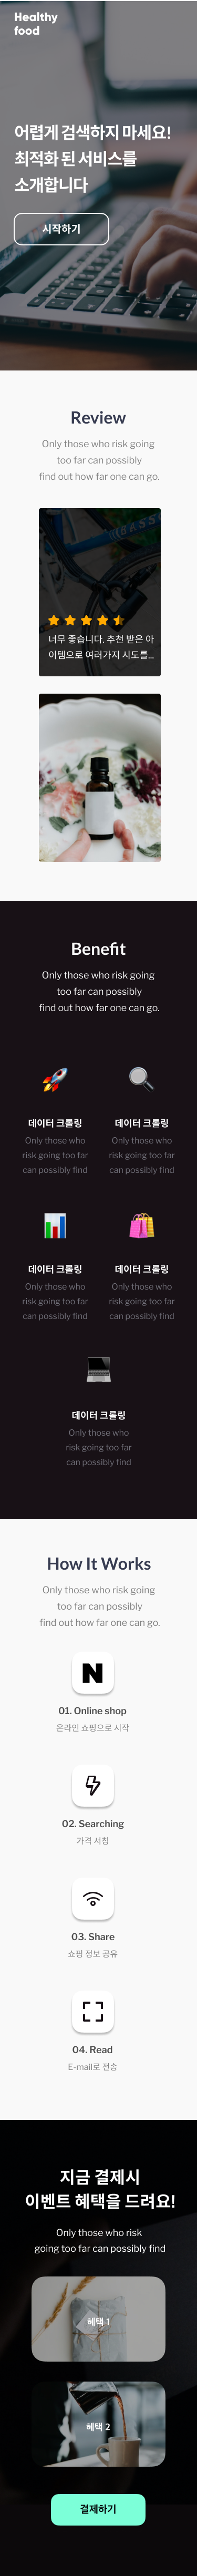 Healthy
food
어렵게 검색하지 마세요!
최적화 된 서비스를
소개합니다
시작하기
Review
Only those who risk going
too far can possibly
find out how far one can go.
너무 좋습니다. 추천 받은 아
이템으로 여러가지 시도를...
Benefit
Only those who risk going
too far can possibly
find out how far one can go.
데이터 크롤링
Only those who
risk going too far
can possibly find
데이터 크롤링
Only those who
risk going too far
can possibly find
데이터 크롤링
Only those who
risk going too far
can possibly find
데이터 크롤링
Only those who
risk going too far
can possibly find
데이터 크롤링
Only those who
risk going too far
can possibly find
How It Works
Only those who risk going
too far can possibly
find out how far one can go.
N
01. Online shop
온라인 쇼핑으로 시작
02. Searching
가격 서칭
03. Share
쇼핑 정보 공유
04. Read
E-mail로 전송
지금 결제시
이벤트 혜택을 드려요!
Only those who risk
going too far can possibly find
혜택 1
혜택 2
결제하기